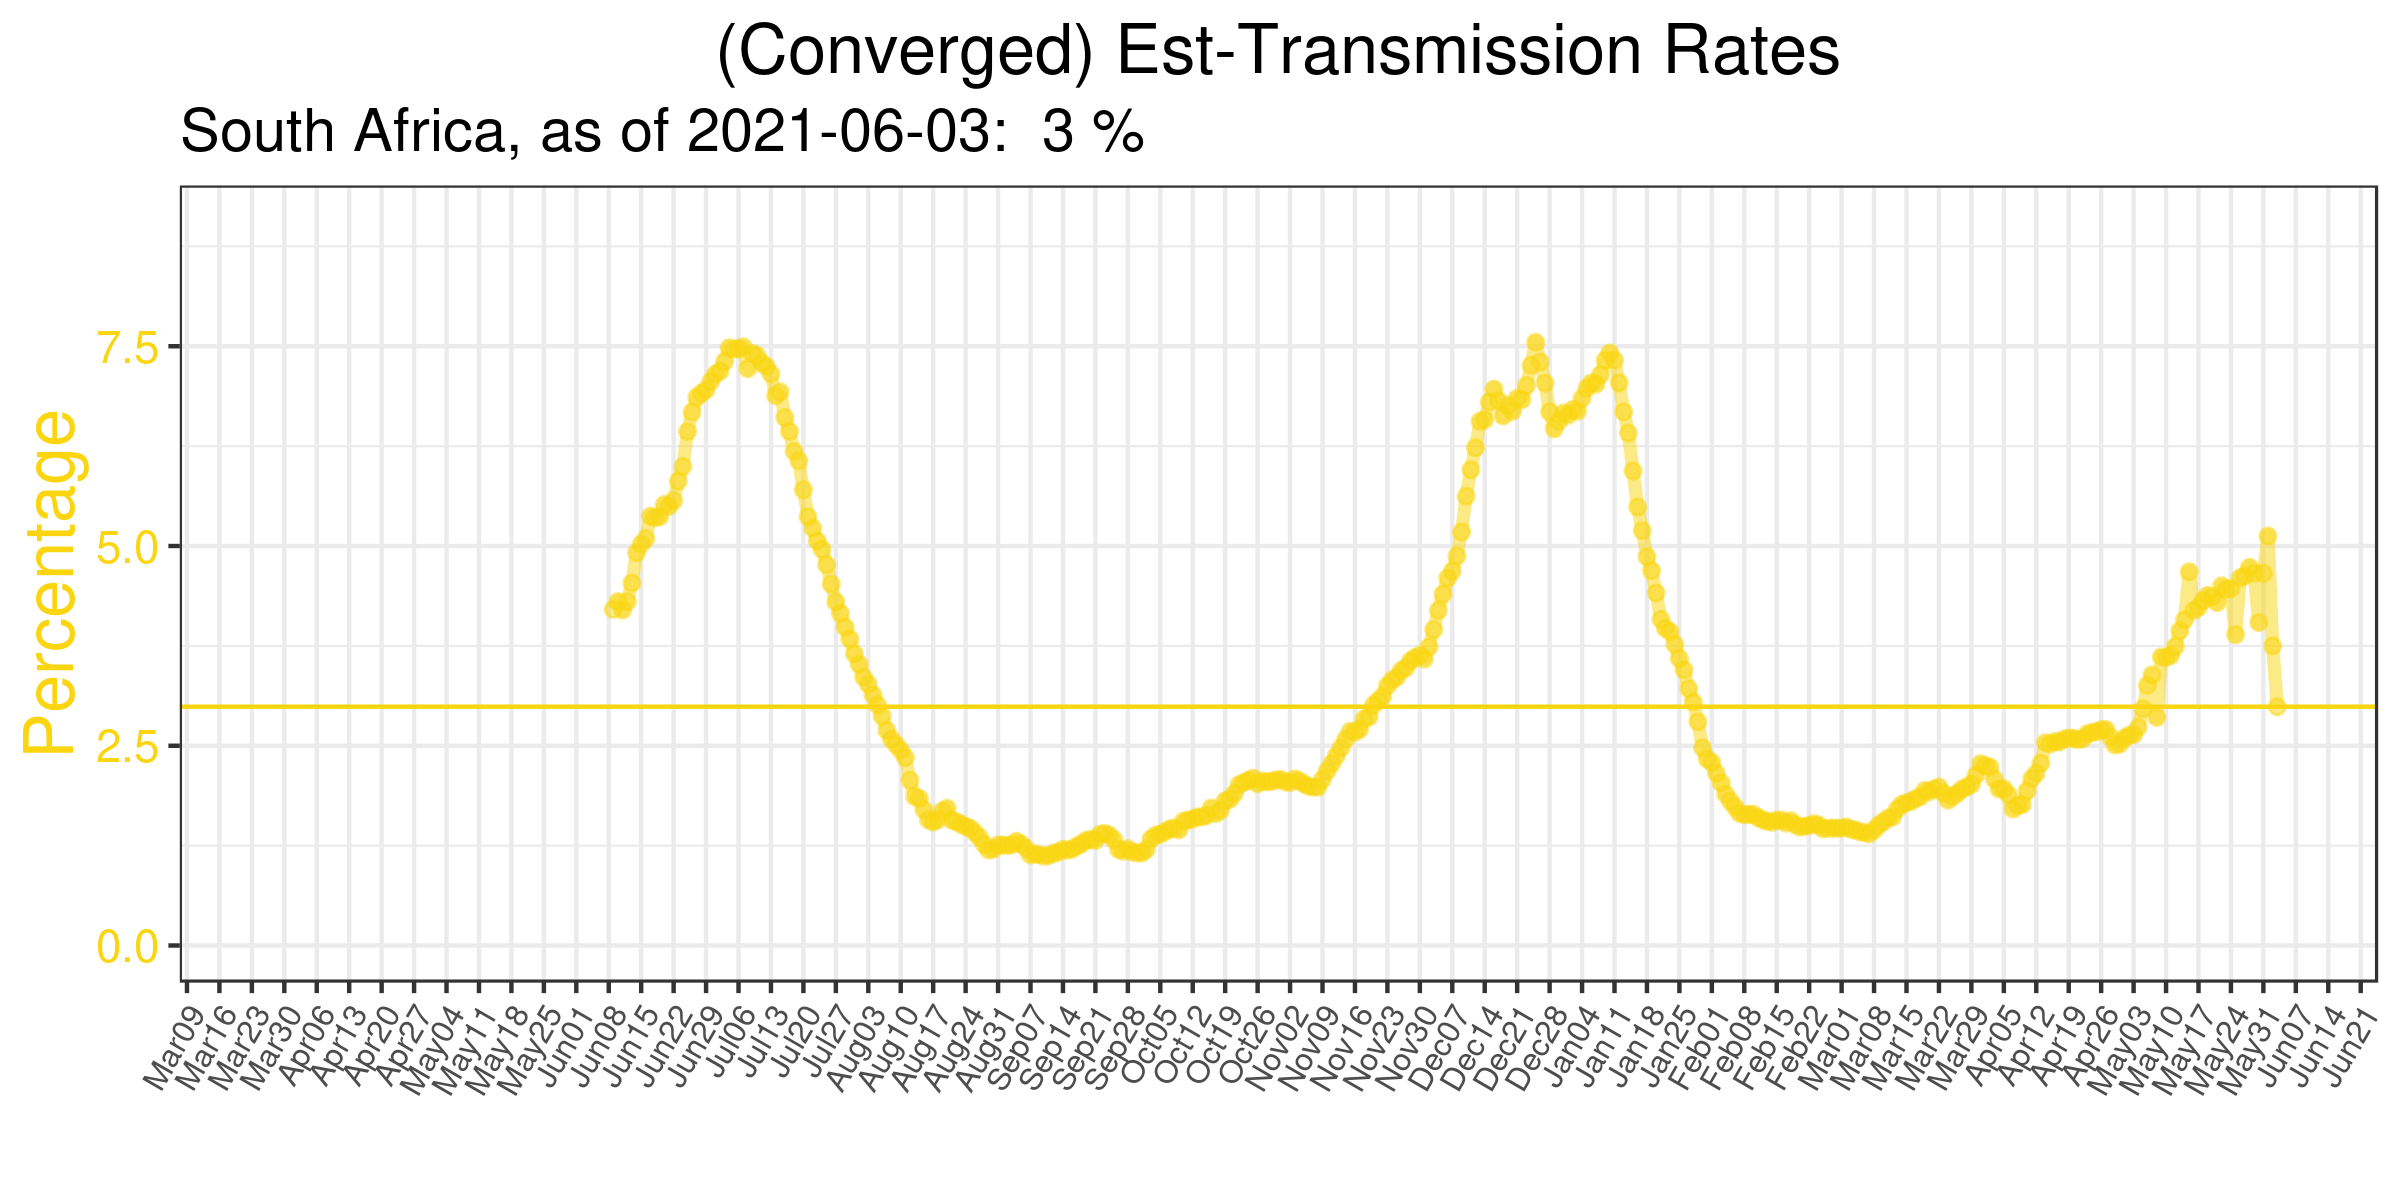 (Converged) Est-Transmission Rates
South Africa, as of 2021-06-03:  3 %
Percentage
7.5
5.0
2.5
0.0
Mar09
Mar16
Mar23
Mar30
Apr06
Apr13
Apr20
Apr27
May04
May11
May18
May25
Jun01
Jun08
Jun15
Jun22
Jun29
Jul06
Jul13
Jul20
Jul27
Aug03
Aug10
Aug17
Aug24
Aug31
Sep07
Sep14
Sep21
Sep28
Oct05
Oct12
Oct19
Oct26
Nov02
Nov09
Nov16
Nov23
Nov30
Dec07
Dec14
Dec21
Dec28
Jan04
Jan11
Jan18
Jan25
Feb01
Feb08
Feb15
Feb22
Mar01
Mar08
Mar15
Mar22
Mar29
Apr05
Apr12
Apr19
Apr26
May03
May10
May17
May24
May31
Jun07
Jun14
Jun21